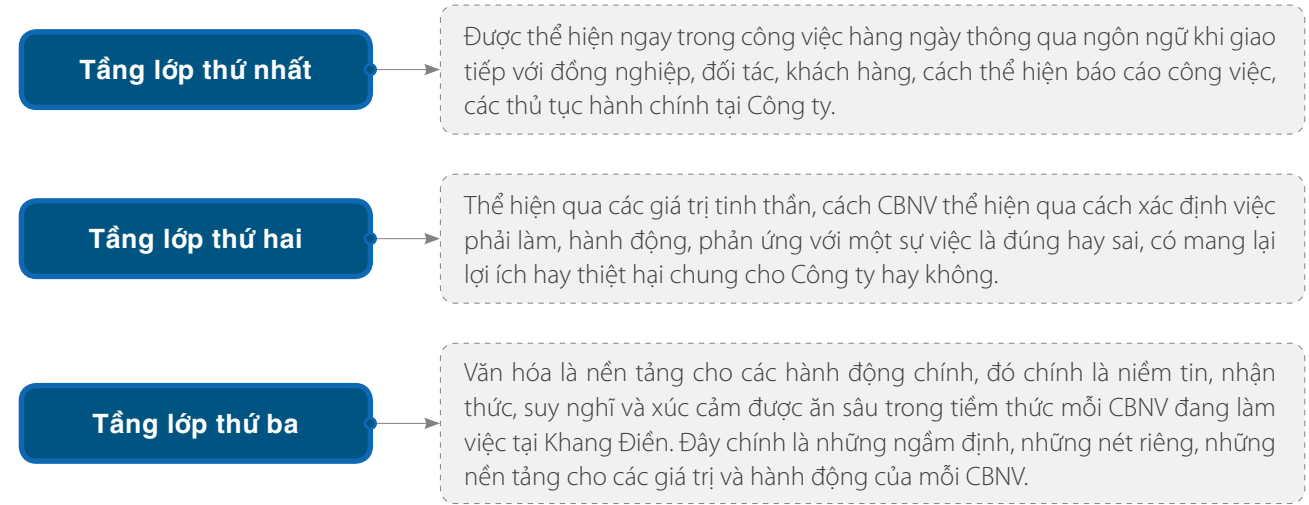 Tầng lớp thứ nhất
Được thể hiện ngay trong công việc hàng ngày thông qua ngôn ngữ khi giao
tiếp với đồng nghiệp, đối tác, khách hàng, cách thể hiện báo cáo công việc,
các thủ tục hành chính tại Công ty.
Tầng lớp thứ hai
Thể hiện qua các giá trị tinh thần, cách CBNV thể hiện qua cách xác định việc
phải làm, hành động, phản ứng với một sự việc là đúng hay sai, có mang lại
lợi ích hay thiệt hại chung cho Công ty hay không.
Tầng lớp thứ ba
Văn hóa là nền tảng cho các hành động chính, đó chính là niềm tin, nhận
thức, suy nghĩ và xúc cảm được ăn sâu trong tiềm thức mỗi CBNV đang làm
việc tại Khang Điền. Đây chính là những ngầm định, những nét riêng, những
nền tảng cho các giá trị và hành động của mỗi CBNV.